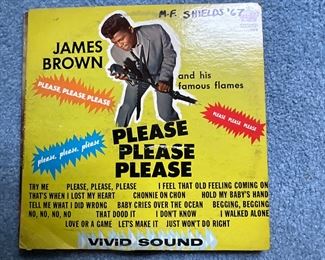 M.F. SHIELDS '67
JAMES
BROWN
and his
famous flames
PLEASE, PLEASE, PLEASE
PLEASE PLEASE PLEASE
please, please, please
PLEASE
PLEASE
PLEASE
TRY ME PLEASE, PLEASE, PLEASE I FEEL THAT OLD FEELING COMING ON
THAT'S WHEN I LOST MY HEART CHONNIE ON CHON HOLD MY BABY'S HAND
TELL ME WHAT I DID WRONG BABY CRIES OVER THE OCEAN BEGGING, BEGGING
NO, NO, NO, NO THAT DOOD IT I DON'T KNOW I WALKED ALONE
LOVE OR A GAME LET'S MAKE IT JUST WON'T DO RIGHT
VIVID SOUND